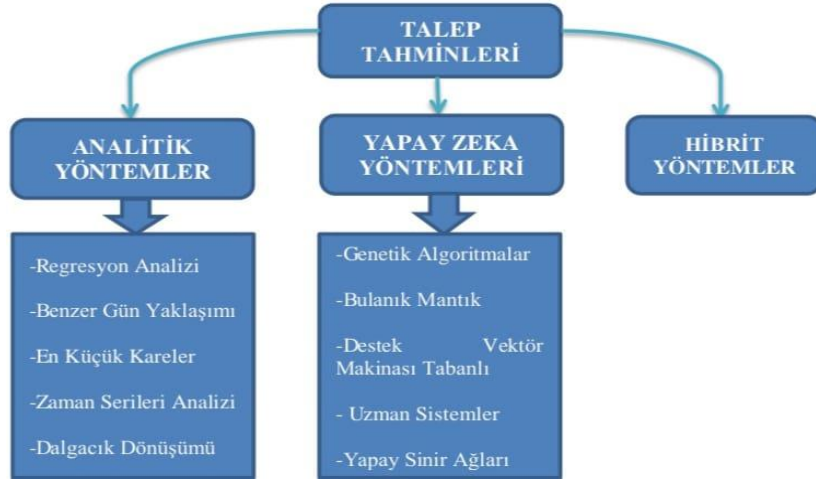 TALEP
TAHMİNLERİ
ANALİTİK
YÖNTEMLER
YAPAY ZEKA
YÖNTEMLERİ
HİBRİT
YÖNTEMLER
-Regresyon Analizi
-Benzer Gün Yaklaşımı
-En Küçük Kareler
-Zaman Serileri Analizi
-Dalgacık Dönüşümü
-Genetik Algoritmalar
-Bulanık Mantık
-Destek Vektör
Makinası Tabanlı
- Uzman Sistemler
-Yapay Sinir Ağları